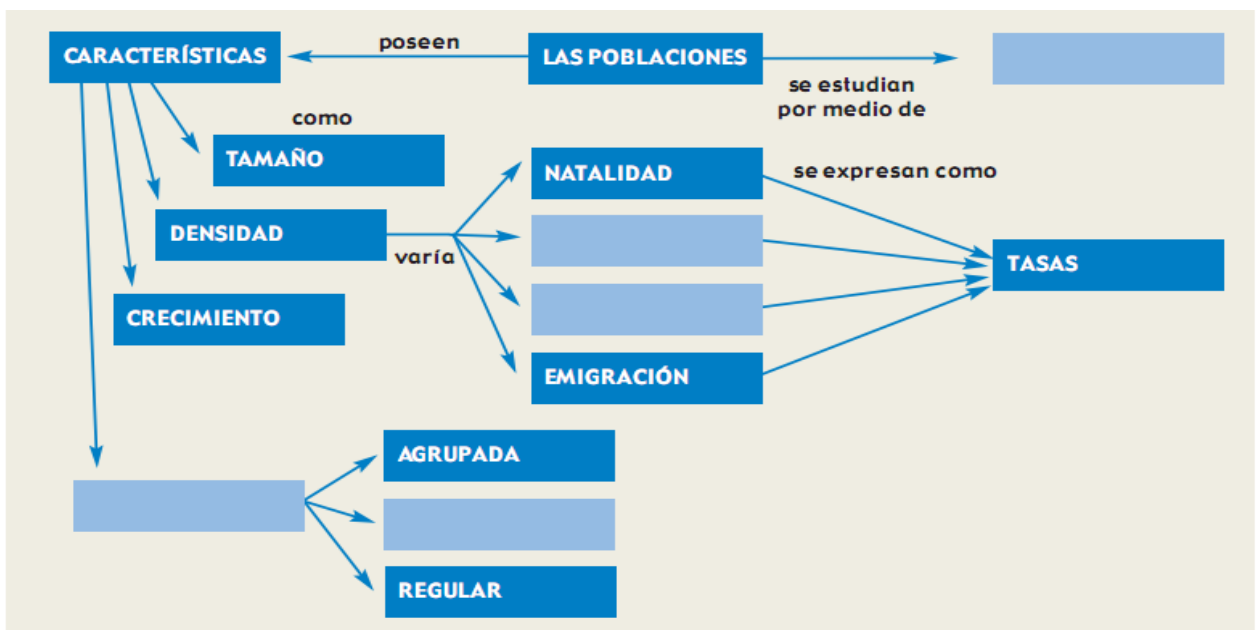 CARACTERÍSTICAS
poseen
LAS POBLACIONES
se estudian
por medio de
como
TAMAÑO
NATALIDAD
se expresan como
DENSIDAD
varía
TASAS
CRECIMIENTO
EMIGRACIÓN
AGRUPADA
REGULAR